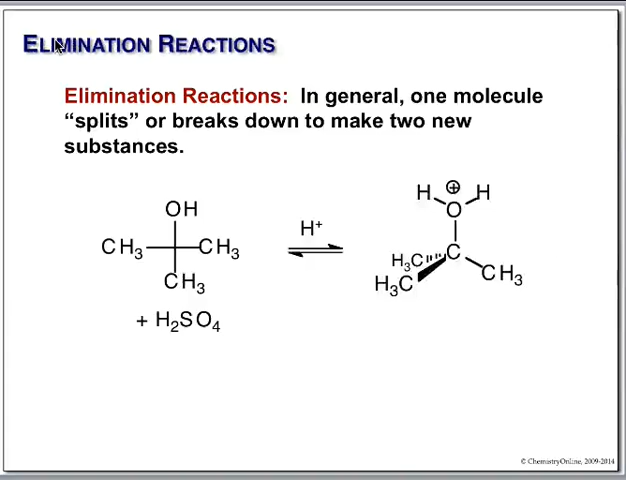 ELIMINATION REACTIONS
Elimination Reactions: In general, one molecule
“splits” or breaks down to make two new
substances.
OH
CH₃ CH₃
CH₃
+ H₂SO₄
H⁺
H ⊕ H
O
H₃C C
H₃C CH₃
© ChemistryOnline, 2009-2014